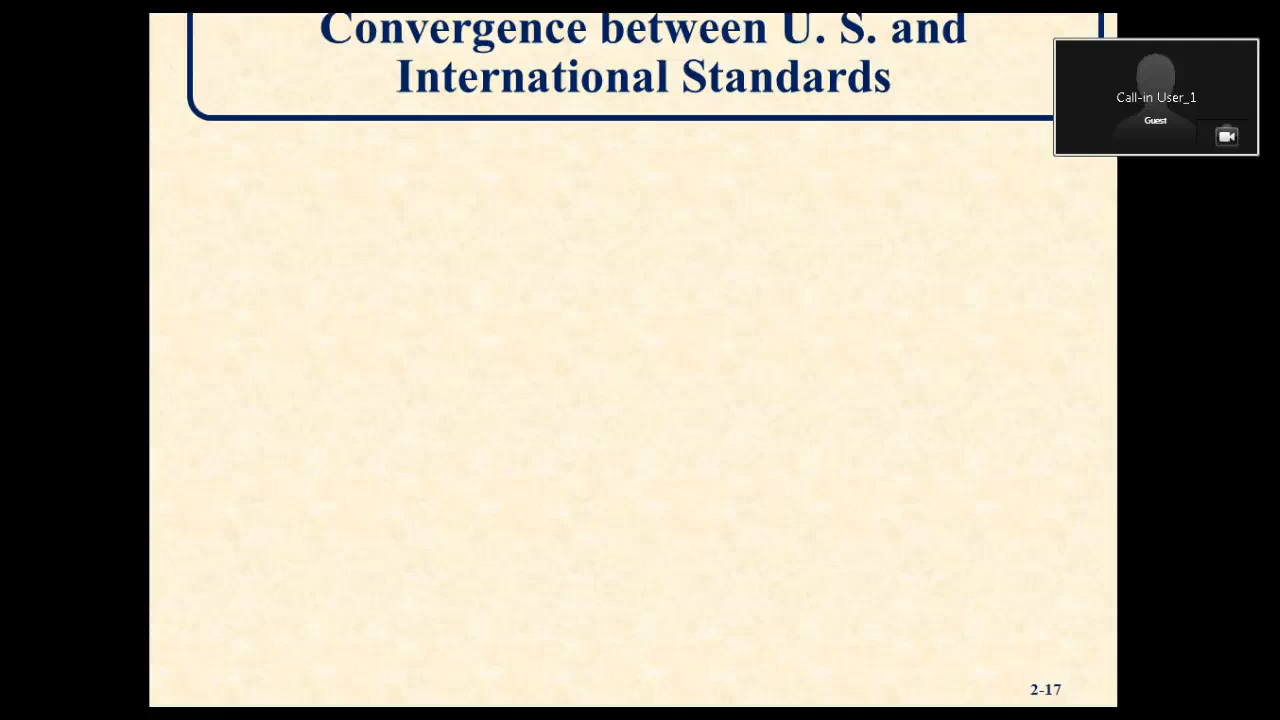 Convergence between U. S. and
International Standards
Call-in User_1
Guest
2-17